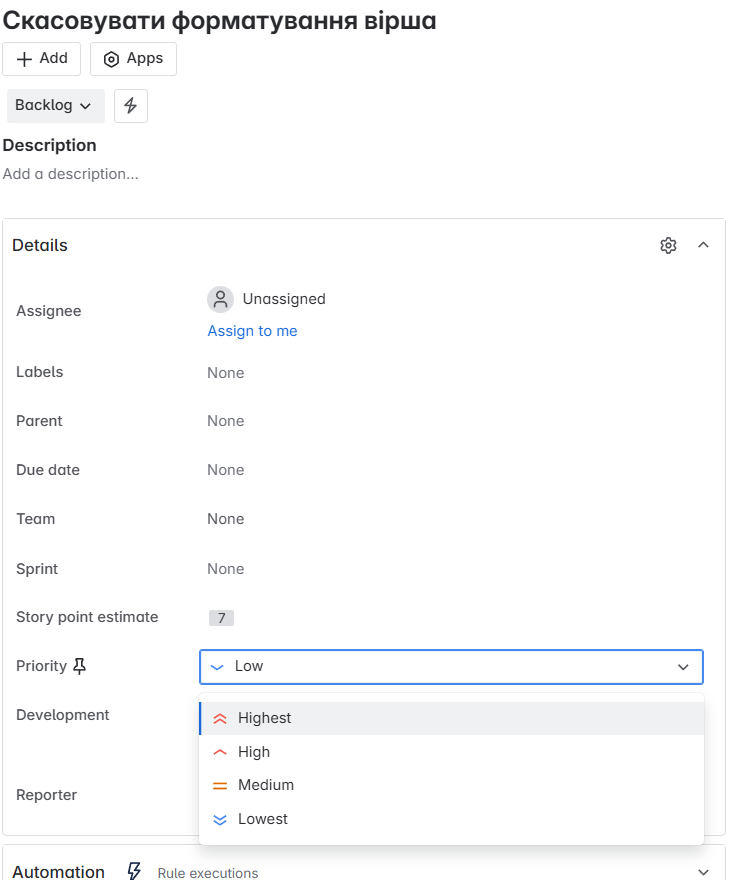 Скасовувати форматування вірша
Add Apps
Backlog
Description
Add a description...
Details
Assignee Unassigned
Assign to me
Labels None
Parent None
Due date None
Team None
Sprint None
Story point estimate 7
Priority Low
Development Highest
High
Medium
Reporter
Lowest
Automation Rule executions